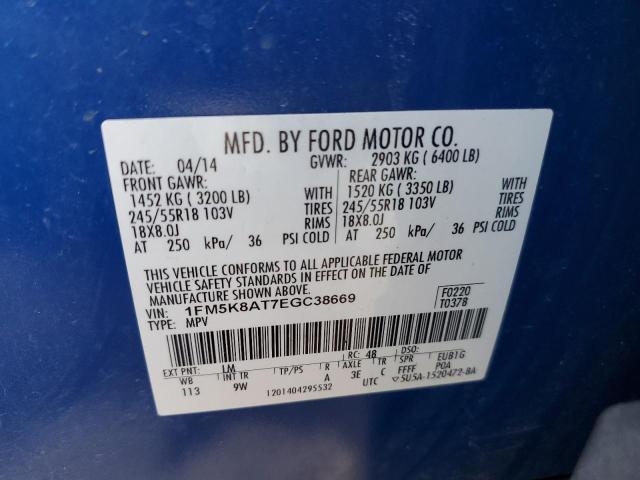 MFD. BY FORD MOTOR CO.
DATE: 04/14 GVWR: 2903 KG ( 6400 LB)
FRONT GAWR: REAR GAWR:
1452 KG ( 3200 LB) WITH 1520 KG ( 3350 LB) WITH
245/55R18 103V TIRES 245/55R18 103V TIRES
18X8.0J RIMS 18X8.0J RIMS
AT 250 kPa/ 36 PSI COLD AT 250 kPa/ 36 PSI COLD
THIS VEHICLE CONFORMS TO ALL APPLICABLE FEDERAL MOTOR
VEHICLE SAFETY STANDARDS IN EFFECT ON THE DATE OF
MANUFACTURE SHOWN ABOVE.
VIN: 1FM5K8AT7EGC38669 F0220
TYPE: MPV T0378
EXT PNT: LM RC: 48 DSO:
WB INT TR TP/PS R AXLE TR SPR EUB1G
113 9W A 3E C FFFF POA
1201404295532 UTC 5U5A-1520472-BA